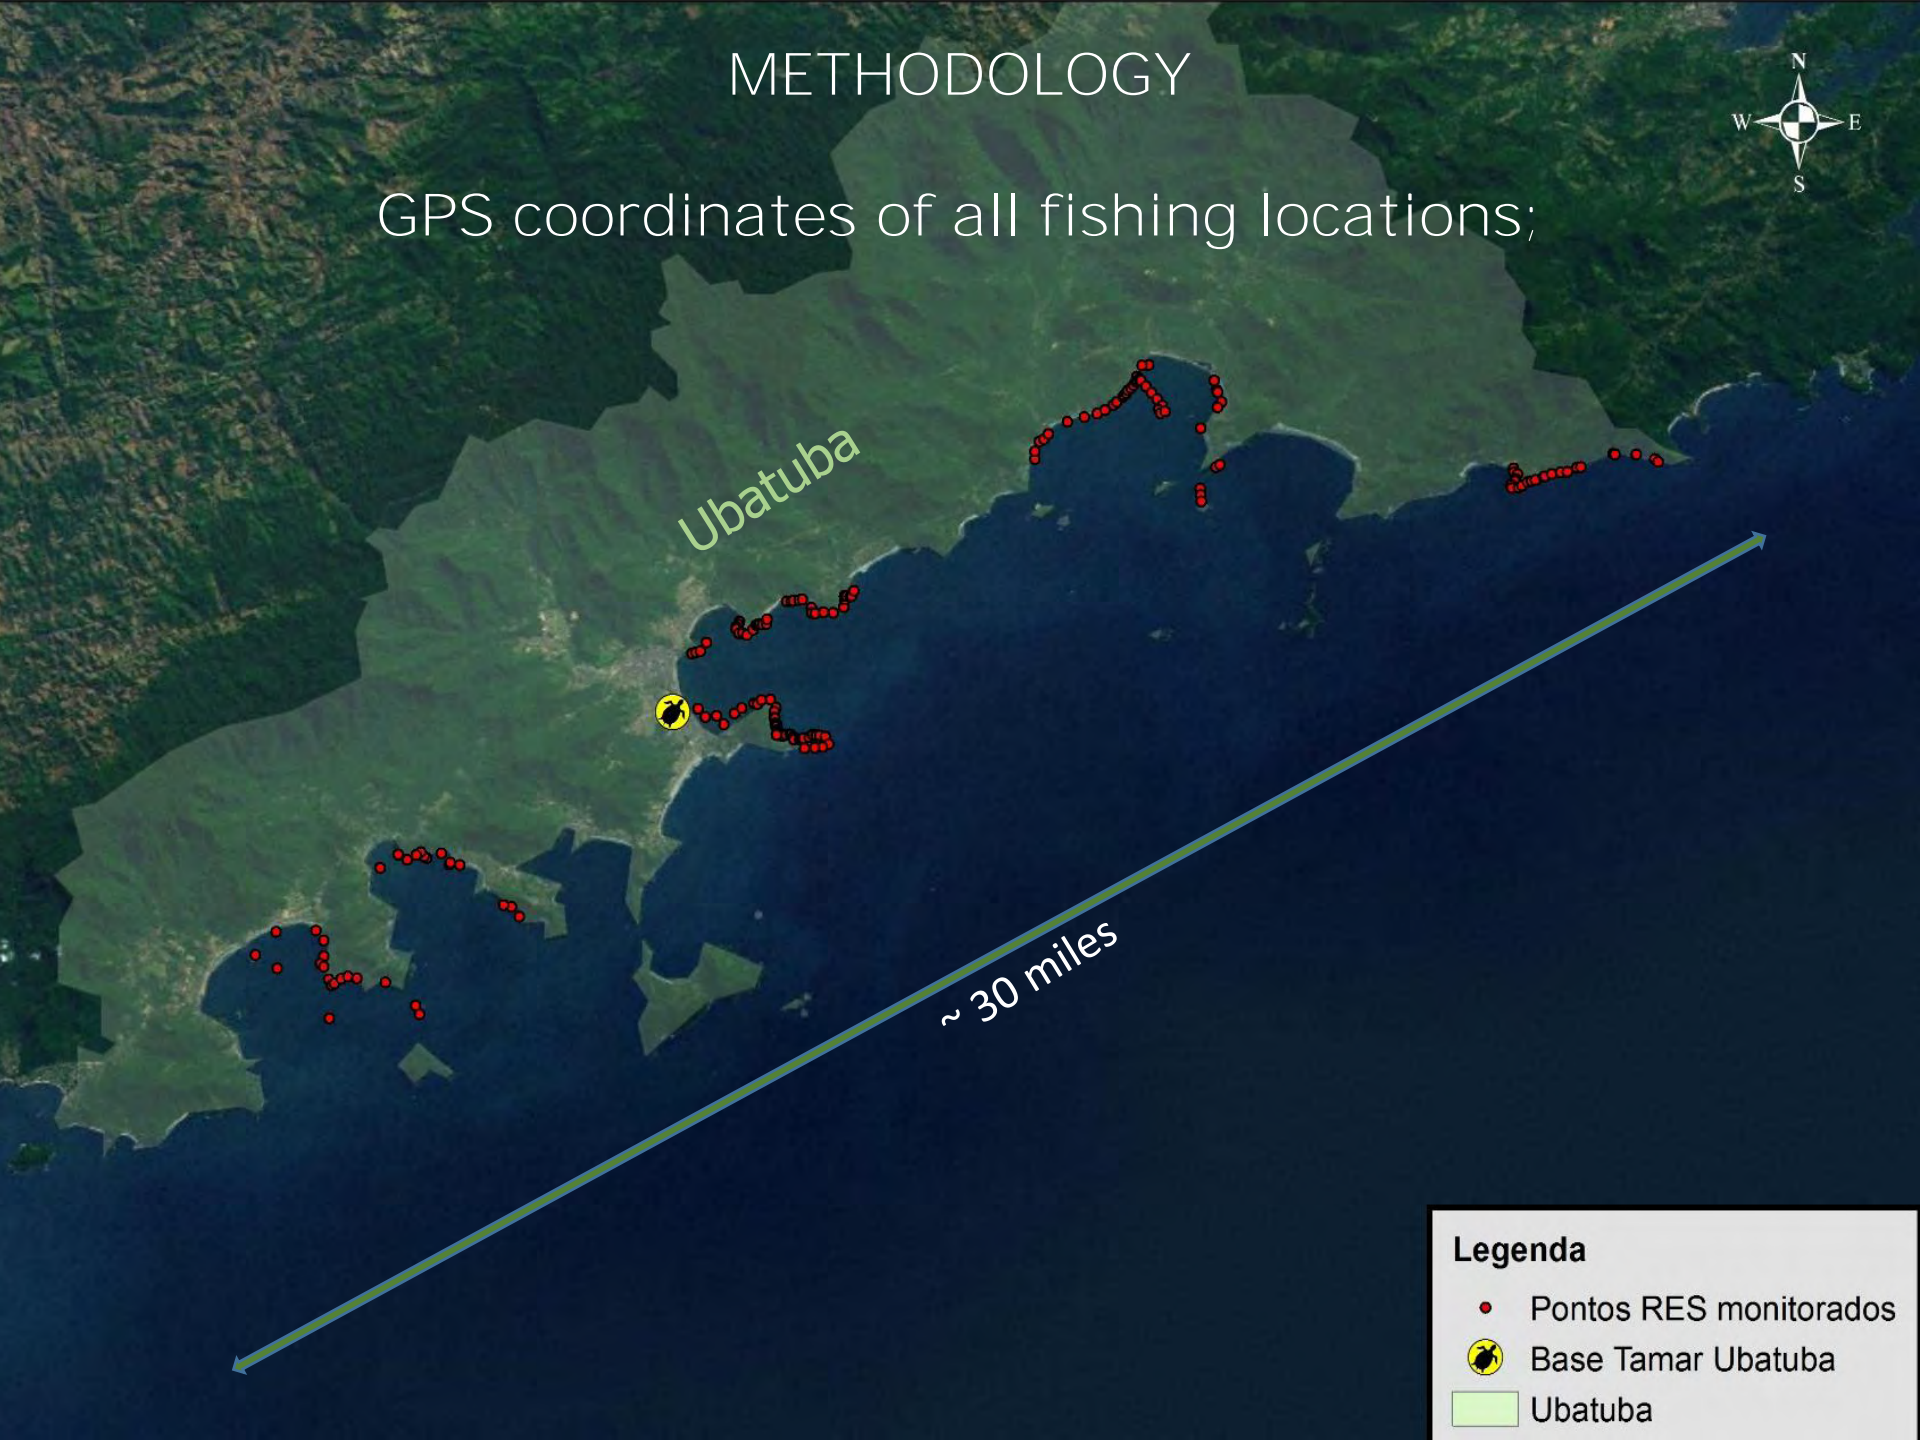 METHODOLOGY
N
W E
S
GPS coordinates of all fishing locations;
Ubatuba
~ 30 miles
Legenda
Pontos RES monitorados
Base Tamar Ubatuba
Ubatuba